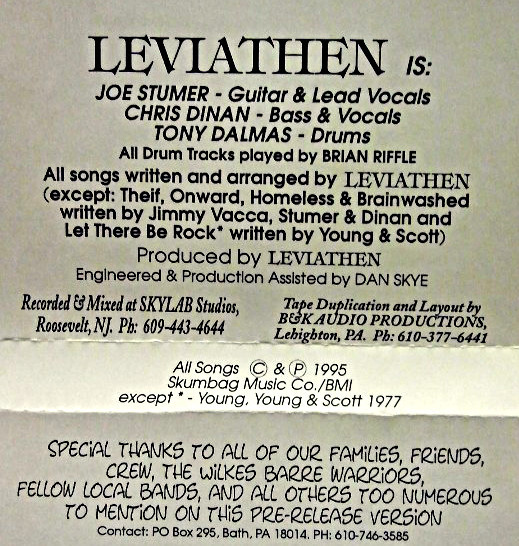 LEVIATHEN IS:
JOE STUMER - Guitar & Lead Vocals
CHRIS DINAN - Bass & Vocals
TONY DALMAS - Drums
All Drum Tracks played by BRIAN RIFFLE
All songs written and arranged by LEVIATHEN
(except: Theif, Onward, Homeless & Brainwashed
written by Jimmy Vacca, Stumer & Dinan and
Let There Be Rock* written by Young & Scott)
Produced by LEVIATHEN
Engineered & Production Assisted by DAN SKYE
Recorded & Mixed at SKYLAB Studios,
Roosevelt, NJ. Ph: 609-443-4644
Tape Duplication and Layout by
B&K AUDIO PRODUCTIONS,
Lehighton, PA. Ph: 610-377-6441
All Songs © & ℗ 1995
Skumbag Music Co./BMI
except * - Young, Young & Scott 1977
SPECIAL THANKS TO ALL OF OUR FAMILIES, FRIENDS,
CREW, THE WILKES BARRE WARRIORS,
FELLOW LOCAL BANDS, AND ALL OTHERS TOO NUMEROUS
TO MENTION ON THIS PRE-RELEASE VERSION
Contact: PO Box 295, Bath, PA 18014. PH: 610-746-3585